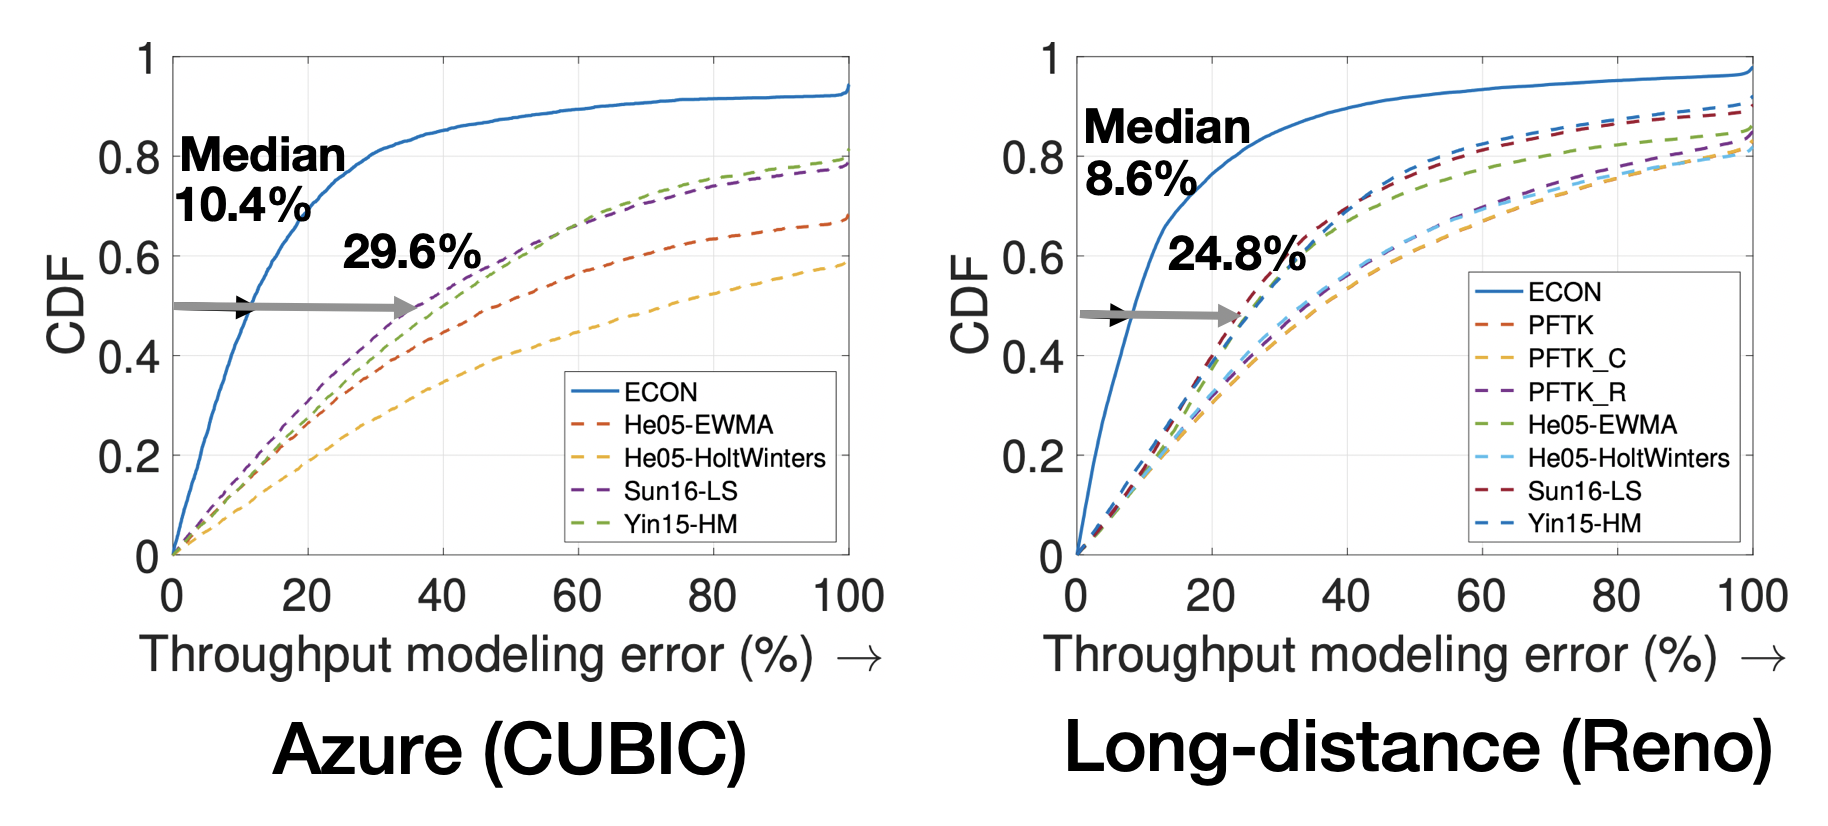 1
0.8
0.6
0.4
0.2
0
CDF
Median
10.4%
29.6%
ECON
He05-EWMA
He05-HoltWinters
Sun16-LS
Yin15-HM
0 20 40 60 80 100
Throughput modeling error (%) →
Azure (CUBIC)
1
0.8
0.6
0.4
0.2
0
CDF
Median
8.6%
24.8%
ECON
PFTK
PFTK_C
PFTK_R
He05-EWMA
He05-HoltWinters
Sun16-LS
Yin15-HM
0 20 40 60 80 100
Throughput modeling error (%) →
Long-distance (Reno)